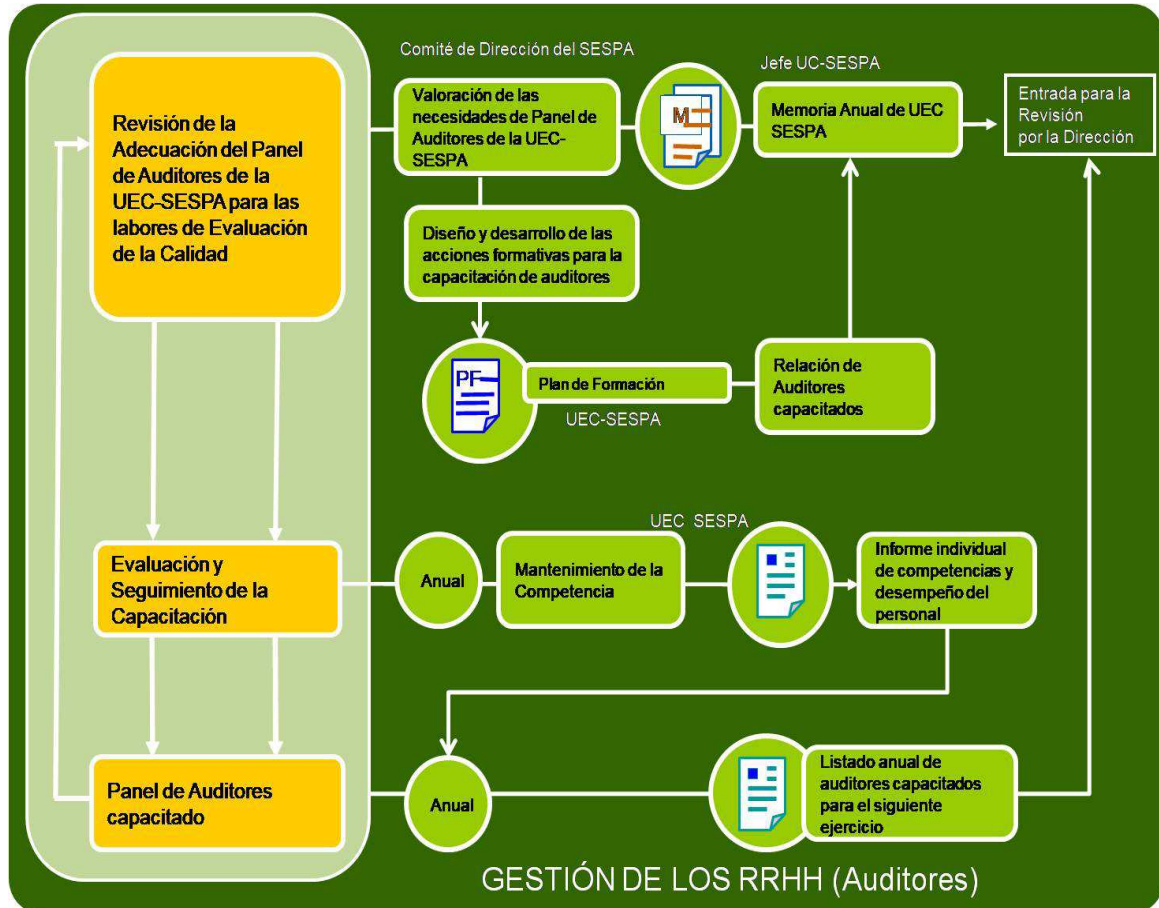 Revisión de la
Adecuación del Panel
de Auditores de la
UEC-SESPA para las
labores de Evaluación
de la Calidad
Comité de Dirección del SESPA
Valoración de las
necesidades de Panel de
Auditores de la UEC-
SESPA
M
Jefe UC-SESPA
Memoria Anual de UEC
SESPA
Entrada para la
Revisión
por la Dirección
Diseño y desarrollo de las
acciones formativas para la
capacitación de auditores
PF
Plan de Formación
UEC-SESPA
Relación de
Auditores
capacitados
Evaluación y
Seguimiento de la
Capacitación
Anual
Mantenimiento de la
Competencia
UEC SESPA
Informe individual
de competencias y
desempeño del
personal
Panel de Auditores
capacitado
Anual
Listado anual de
auditores capacitados
para el siguiente
ejercicio
GESTIÓN DE LOS RRHH (Auditores)